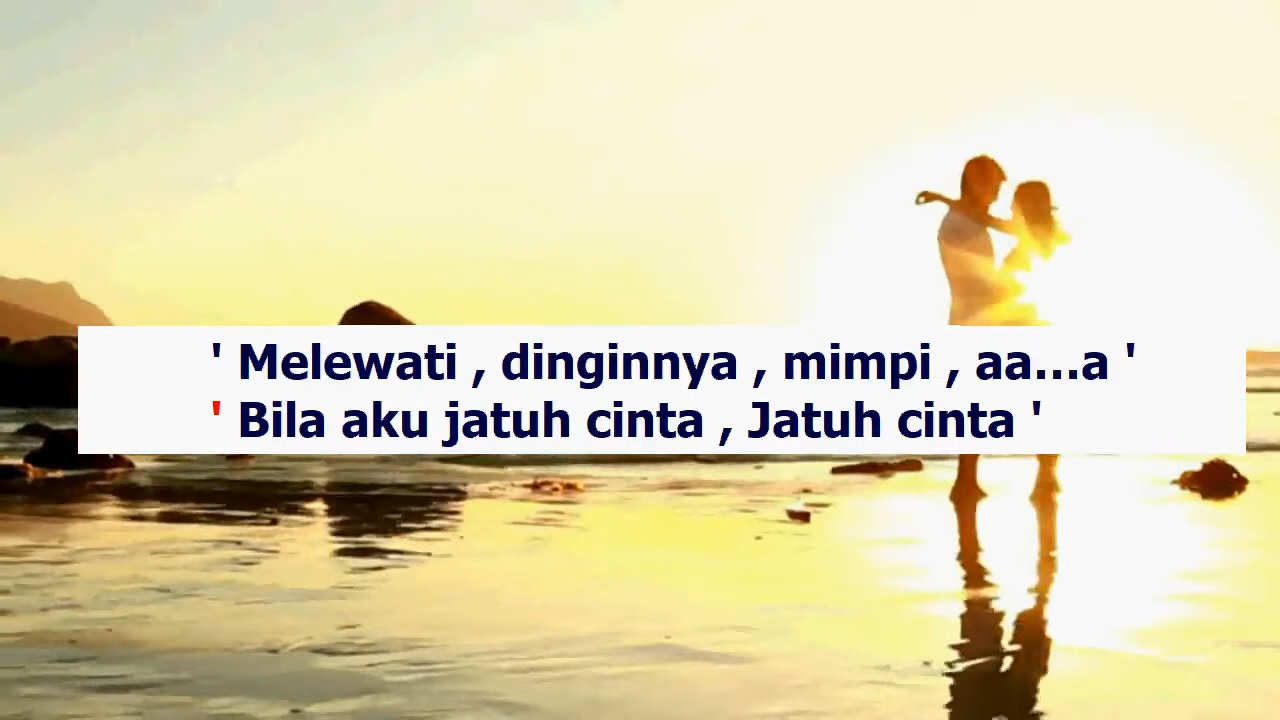 ' Melewati , dinginnya , mimpi , aa...a '
' Bila aku jatuh cinta , Jatuh cinta '